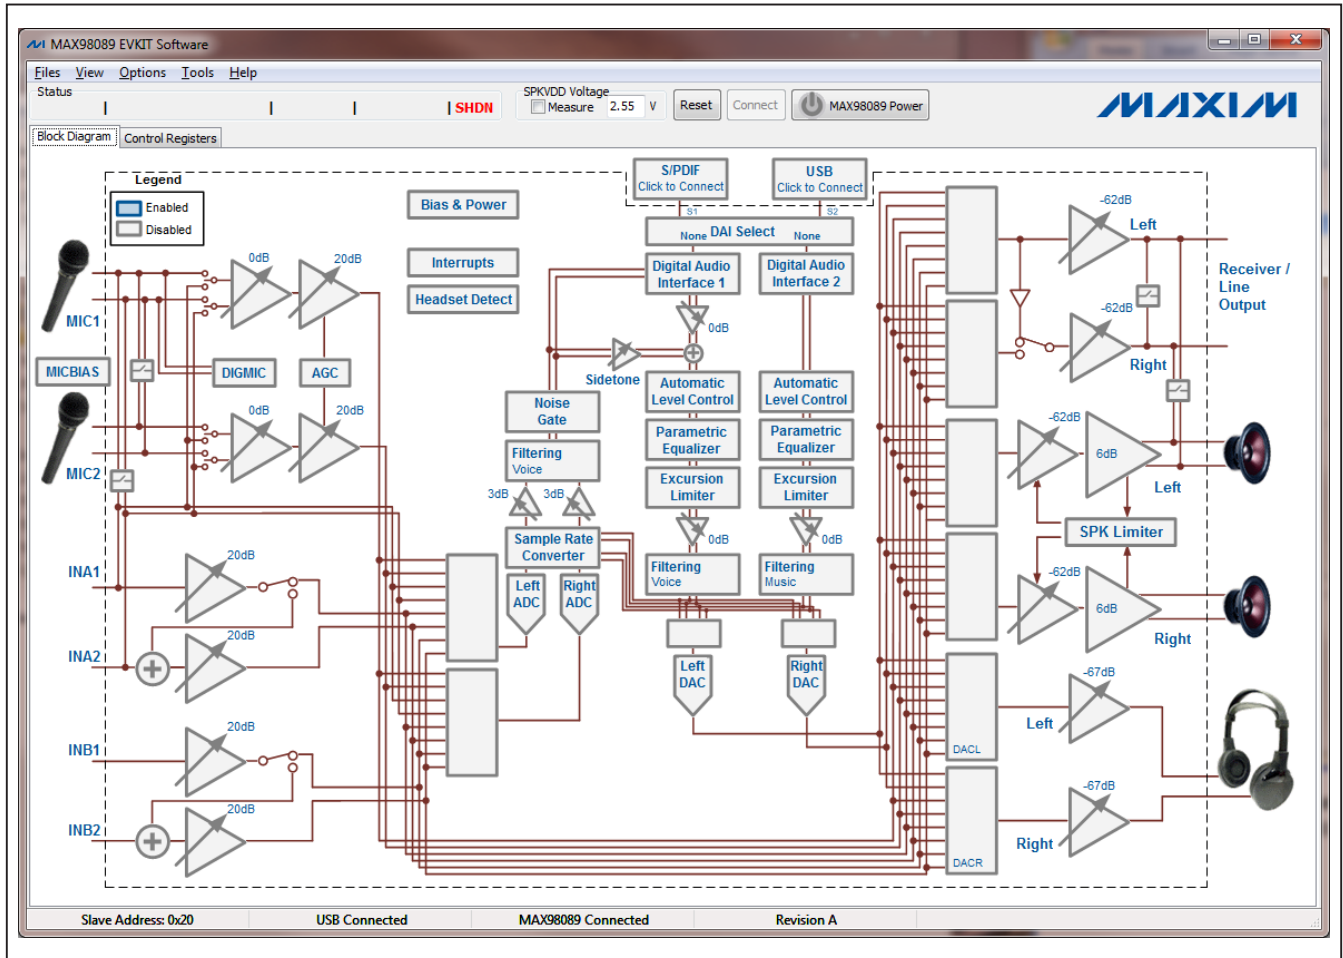 MAX98089 EVKIT Software
Files View Options Tools Help
Status
SHDN
SPKVDD Voltage
Measure 2.55 V
Reset
Connect
MAX98089 Power
MAXIM
Block Diagram
Control Registers
Legend
Enabled
Disabled
Bias & Power
Interrupts
Headset Detect
S/PDIF
Click to Connect
USB
Click to Connect
S1
S2
None DAI Select None
Digital Audio
Interface 1
Digital Audio
Interface 2
0dB
Sidetone
Automatic
Level Control
Automatic
Level Control
Parametric
Equalizer
Parametric
Equalizer
Excursion
Limiter
Excursion
Limiter
0dB
0dB
Filtering
Voice
Filtering
Music
Left
DAC
Right
DAC
Noise
Gate
Filtering
Voice
3dB
3dB
Sample Rate
Converter
Left
ADC
Right
ADC
MIC1
MICBIAS
MIC2
0dB
20dB
DIGMIC
AGC
0dB
20dB
INA1
20dB
INA2
20dB
INB1
20dB
INB2
20dB
-62dB
Left
Receiver /
Line
Output
-62dB
Right
-62dB
6dB
Left
SPK Limiter
-62dB
6dB
Right
-67dB
Left
DACL
-67dB
Right
DACR
Slave Address: 0x20
USB Connected
MAX98089 Connected
Revision A